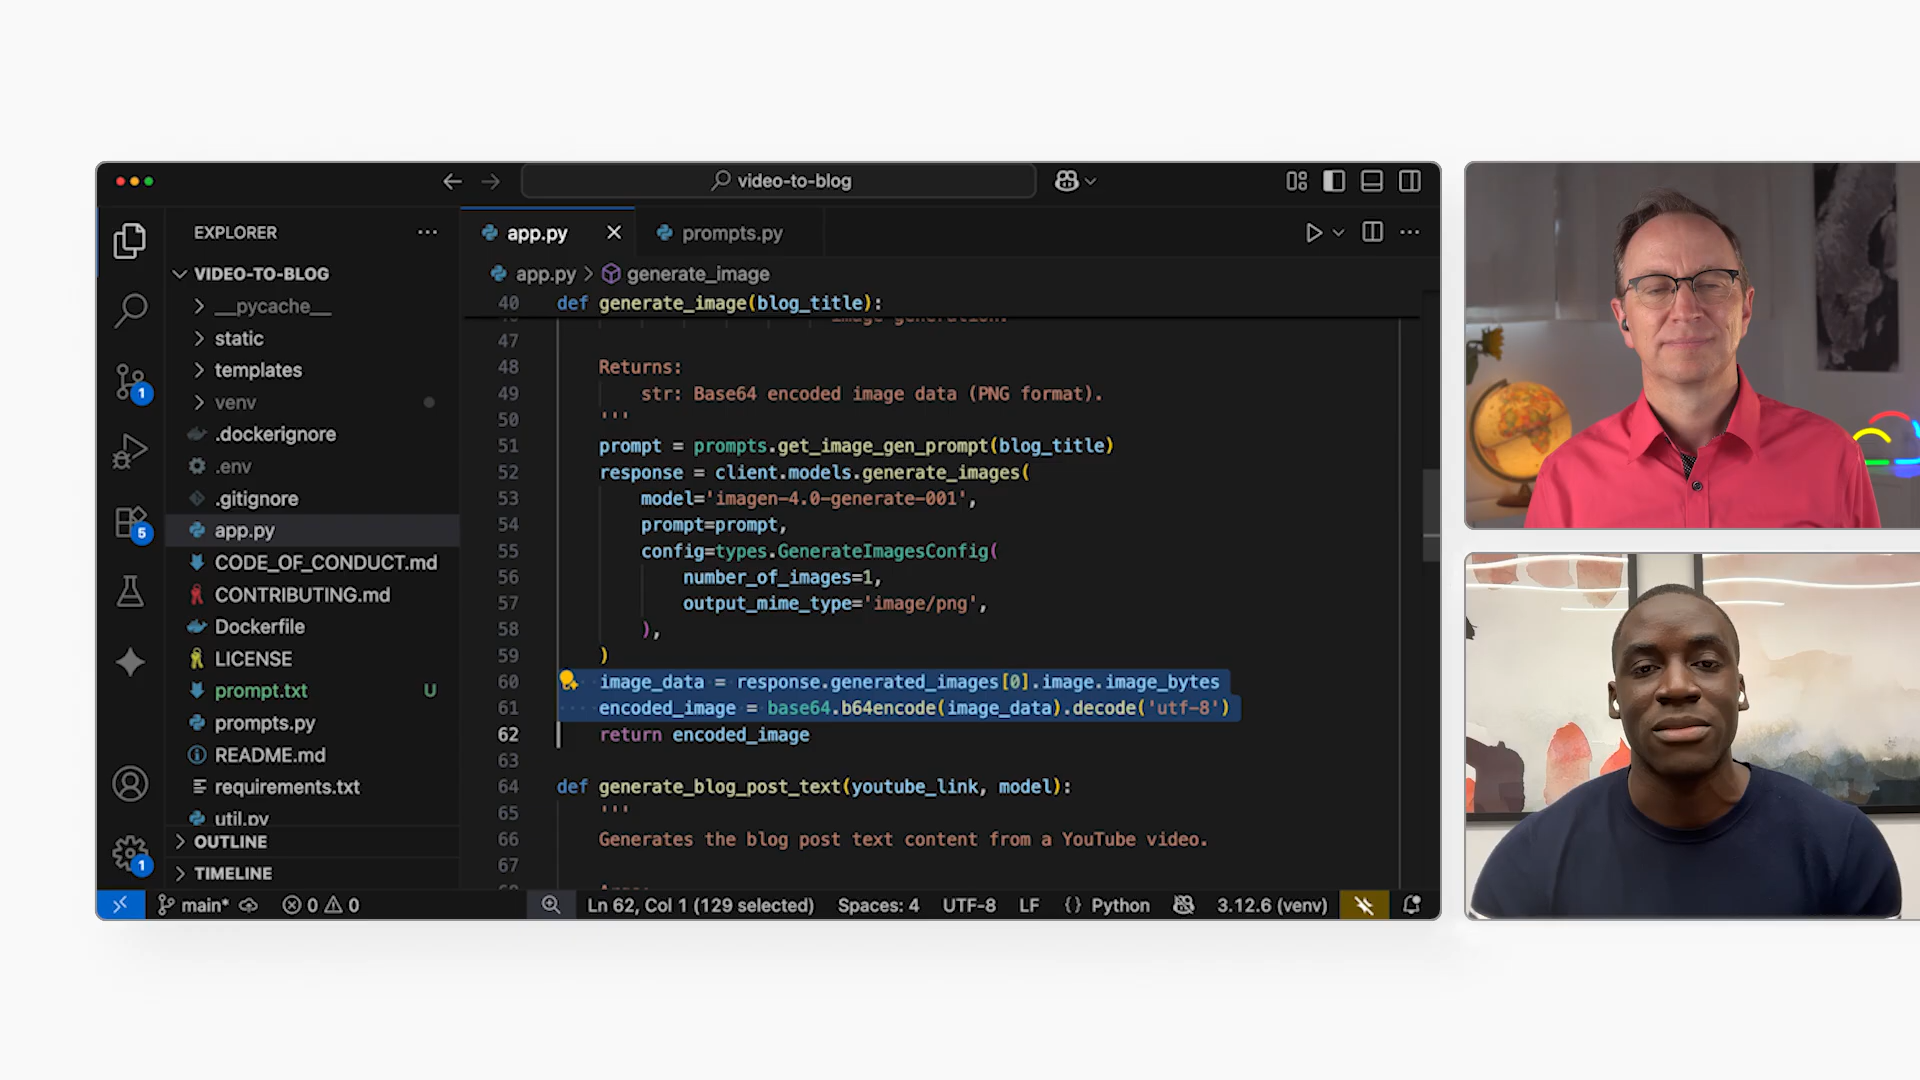 video-to-blog
EXPLORER
VIDEO-TO-BLOG
__pycache__
static
templates
venv
.dockerignore
.env
.gitignore
app.py
CODE_OF_CONDUCT.md
CONTRIBUTING.md
Dockerfile
LICENSE
prompt.txt U
prompts.py
README.md
requirements.txt
util.py
OUTLINE
TIMELINE
1
5
1
app.py
prompts.py
app.py > generate_image
40 def generate_image(blog_title):
image generation.
47
48 Returns:
49 str: Base64 encoded image data (PNG format).
50 '''
51 prompt = prompts.get_image_gen_prompt(blog_title)
52 response = client.models.generate_images(
53 model='imagen-4.0-generate-001',
54 prompt=prompt,
55 config=types.GenerateImagesConfig(
56 number_of_images=1,
57 output_mime_type='image/png',
58 ),
59 )
60 image_data = response.generated_images[0].image.image_bytes
61 encoded_image = base64.b64encode(image_data).decode('utf-8')
62 return encoded_image
63
64 def generate_blog_post_text(youtube_link, model):
65 '''
66 Generates the blog post text content from a YouTube video.
67
main* 0 0 Ln 62, Col 1 (129 selected) Spaces: 4 UTF-8 LF {} Python 3.12.6 (venv)